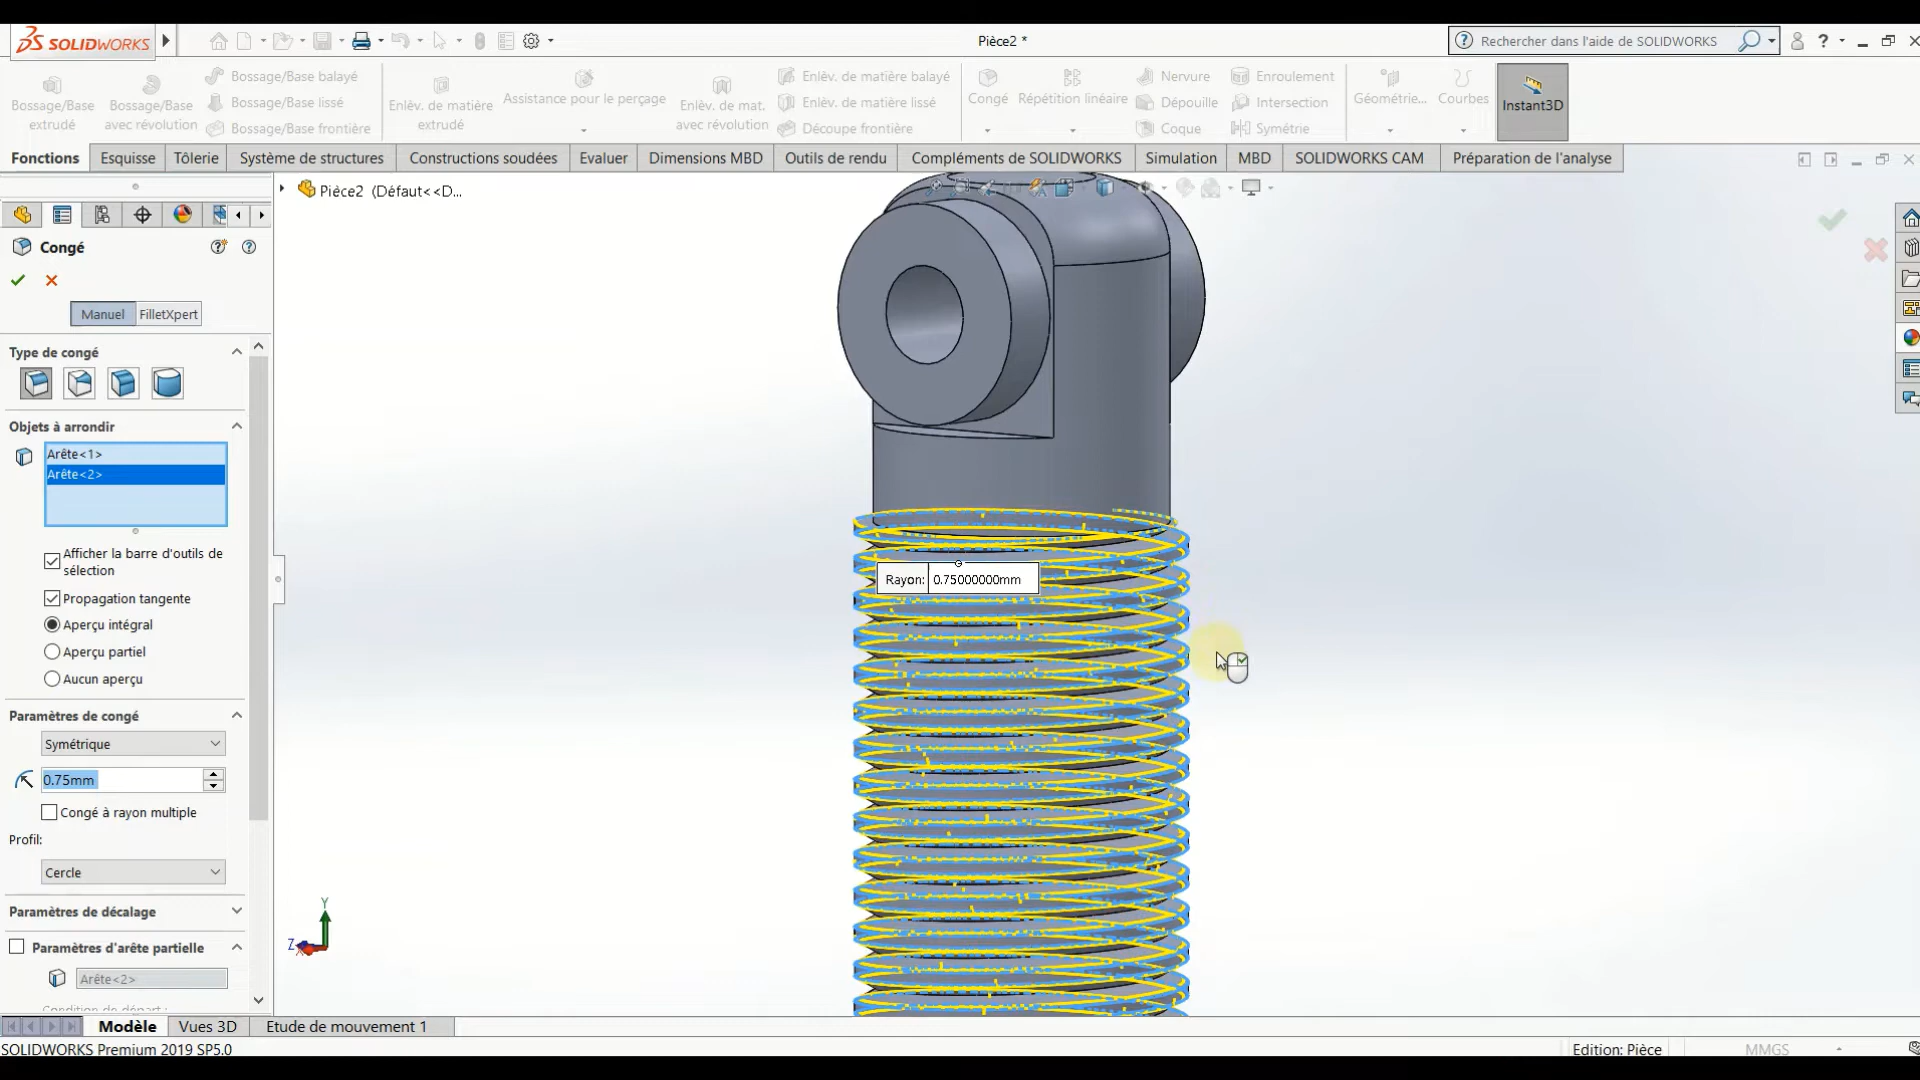 SOLIDWORKS
Pièce2 *
Rechercher dans l'aide de SOLIDWORKS
?
Bossage/Base extrudé
Bossage/Base avec révolution
Bossage/Base balayé
Bossage/Base lissé
Bossage/Base frontière
Enlèv. de matière extrudé
Assistance pour le perçage
Enlèv. de mat. avec révolution
Enlèv. de matière balayé
Enlèv. de matière lissé
Découpe frontière
Congé
Répétition linéaire
Nervure
Dépouille
Coque
Enroulement
Intersection
Symétrie
Géométrie...
Courbes
Instant3D
Fonctions
Esquisse
Tôlerie
Système de structures
Constructions soudées
Evaluer
Dimensions MBD
Outils de rendu
Compléments de SOLIDWORKS
Simulation
MBD
SOLIDWORKS CAM
Préparation de l'analyse
Pièce2 (Défaut<<D...
Congé
Manuel
FilletXpert
Type de congé
Objets à arrondir
Arête<1>
Arête<2>
Afficher la barre d'outils de
sélection
Propagation tangente
Aperçu intégral
Aperçu partiel
Aucun aperçu
Paramètres de congé
Symétrique
0.75mm
Congé à rayon multiple
Profil:
Cercle
Paramètres de décalage
Paramètres d'arête partielle
Arête<2>
Condition de départ :
Rayon: 0.75000000mm
Y
Z
Modèle
Vues 3D
Etude de mouvement 1
SOLIDWORKS Premium 2019 SP5.0
Edition: Pièce
MMGS